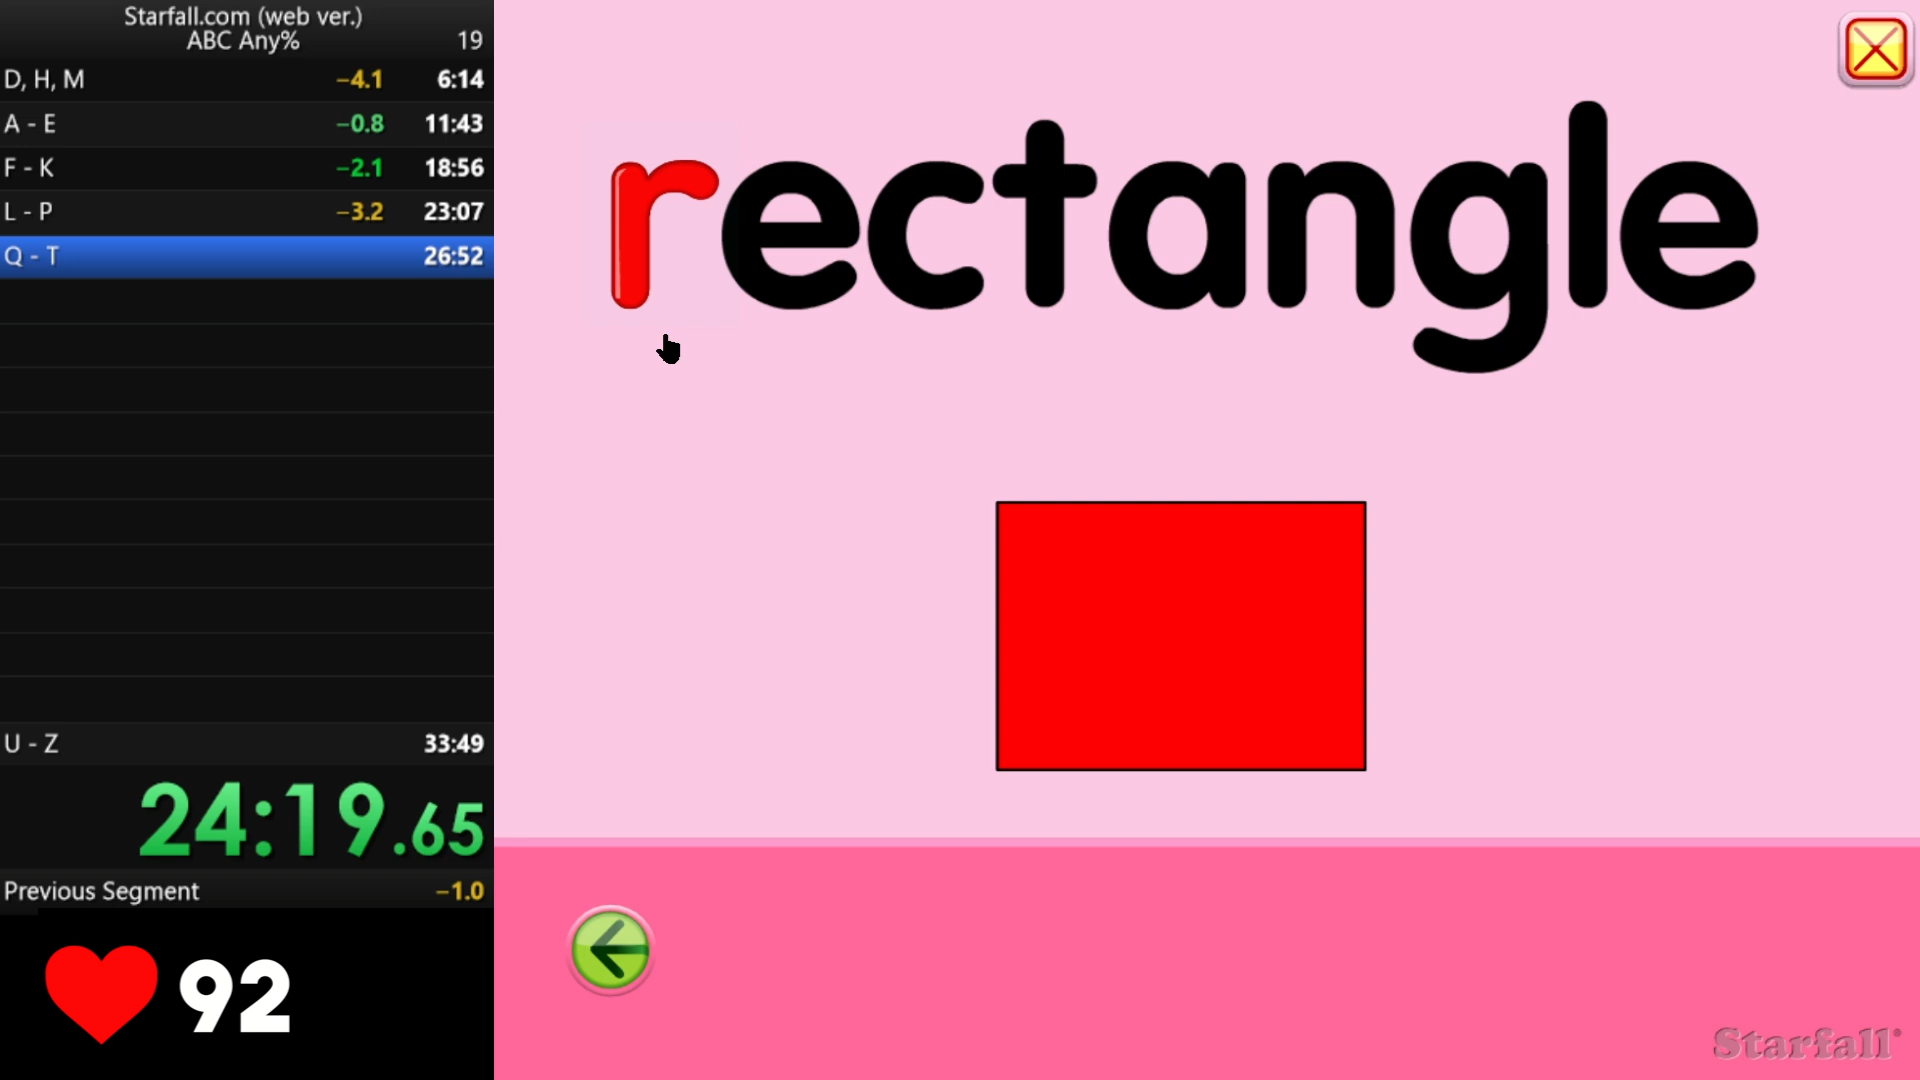 Starfall.com (web ver.)
ABC Any%
19
D, H, M −4.1 6:14
A - E −0.8 11:43
F - K −2.1 18:56
L - P −3.2 23:07
Q - T 26:52
U - Z 33:49
24:19.65
Previous Segment −1.0
92
rectangle
Starfall®